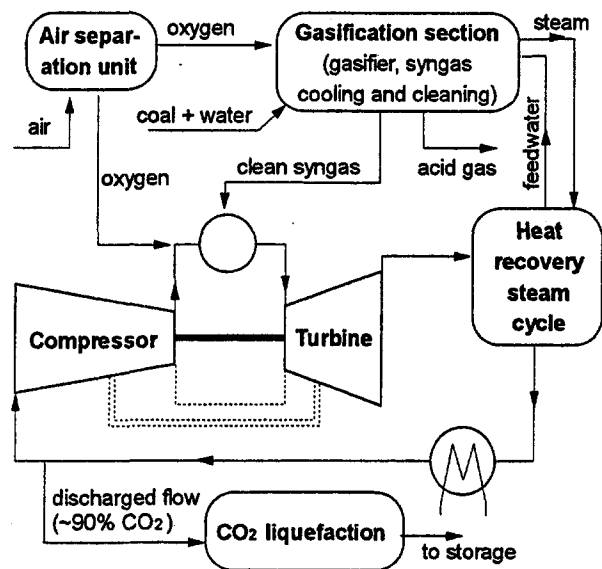 Air separ-
ation unit
oxygen
Gasification section
(gasifier, syngas
cooling and cleaning)
steam
air
coal + water
oxygen
clean syngas
acid gas
feedwater
Heat
recovery
steam
cycle
Compressor
Turbine
discharged flow
(~90% CO2)
CO2 liquefaction
to storage